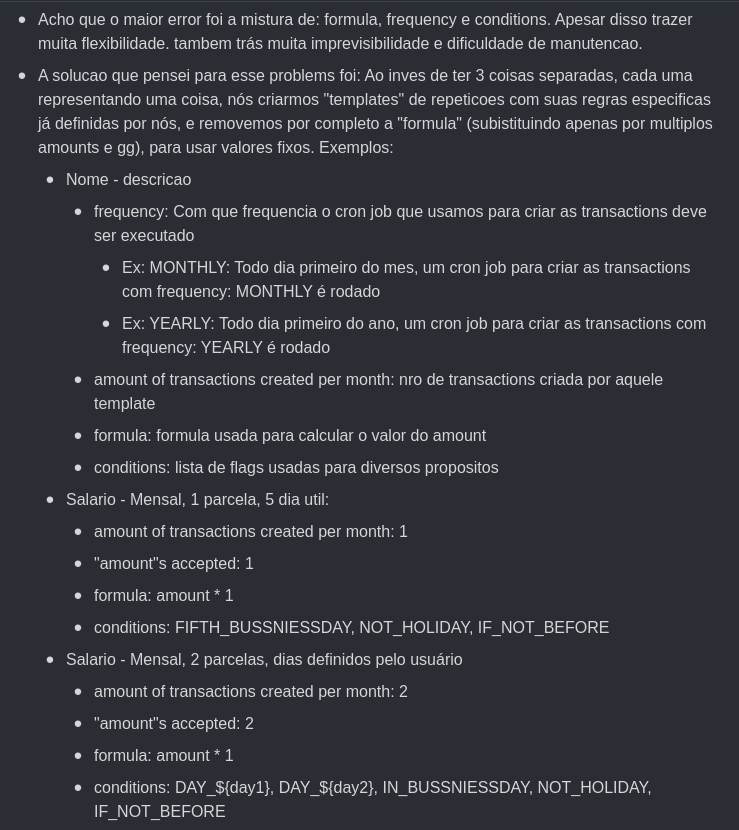 Acho que o maior error foi a mistura de: formula, frequency e conditions. Apesar disso trazer
muita flexibilidade. tambem trás muita imprevisibilidade e dificuldade de manutencao.
A solucao que pensei para esse problems foi: Ao inves de ter 3 coisas separadas, cada uma
representando uma coisa, nós criarmos "templates" de repeticoes com suas regras especificas
já definidas por nós, e removemos por completo a "formula" (subistituindo apenas por multiplos
amounts e gg), para usar valores fixos. Exemplos:
Nome - descricao
frequency: Com que frequencia o cron job que usamos para criar as transactions deve
ser executado
Ex: MONTHLY: Todo dia primeiro do mes, um cron job para criar as transactions
com frequency: MONTHLY é rodado
Ex: YEARLY: Todo dia primeiro do ano, um cron job para criar as transactions com
frequency: YEARLY é rodado
amount of transactions created per month: nro de transactions criada por aquele
template
formula: formula usada para calcular o valor do amount
conditions: lista de flags usadas para diversos propositos
Salario - Mensal, 1 parcela, 5 dia util:
amount of transactions created per month: 1
"amount"s accepted: 1
formula: amount * 1
conditions: FIFTH_BUSSNIESSDAY, NOT_HOLIDAY, IF_NOT_BEFORE
Salario - Mensal, 2 parcelas, dias definidos pelo usuário
amount of transactions created per month: 2
"amount"s accepted: 2
formula: amount * 1
conditions: DAY_${day1}, DAY_${day2}, IN_BUSSNIESSDAY, NOT_HOLIDAY,
IF_NOT_BEFORE